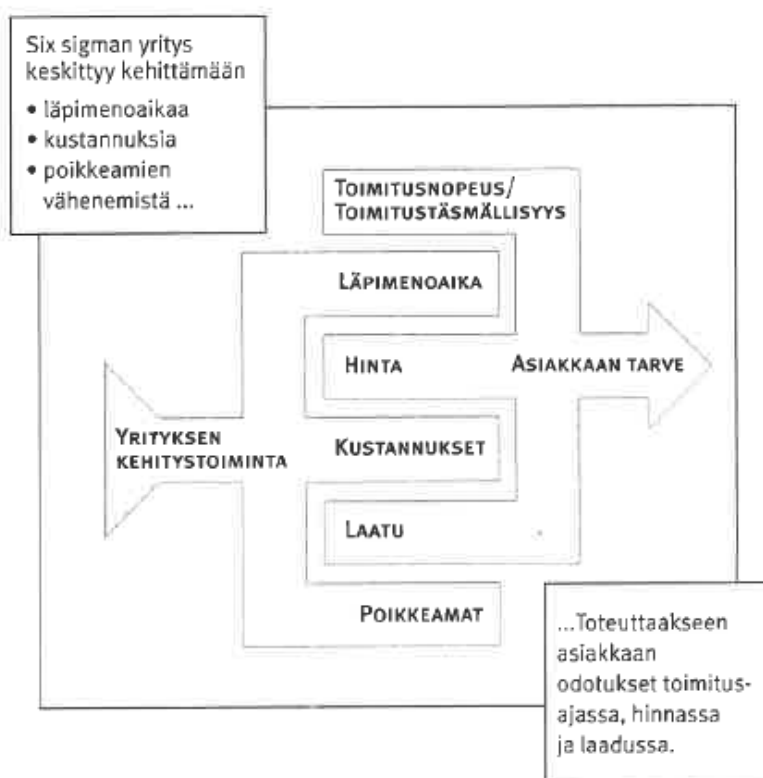 Six sigman yritys
keskittyy kehittämään
• läpimenoaikaa
• kustannuksia
• poikkeamien
vähenemistä ...
TOIMITUSNOPEUS/
TOIMITUSTÄSMÄLLISYYS
LÄPIMENOAIKA
HINTA
ASIAKKAAN TARVE
YRITYKSEN
KEHITYSTOIMINTA
KUSTANNUKSET
LAATU
POIKKEAMAT
...Toteuttaakseen
asiakkaan
odotukset toimitus-
ajassa, hinnassa
ja laadussa.